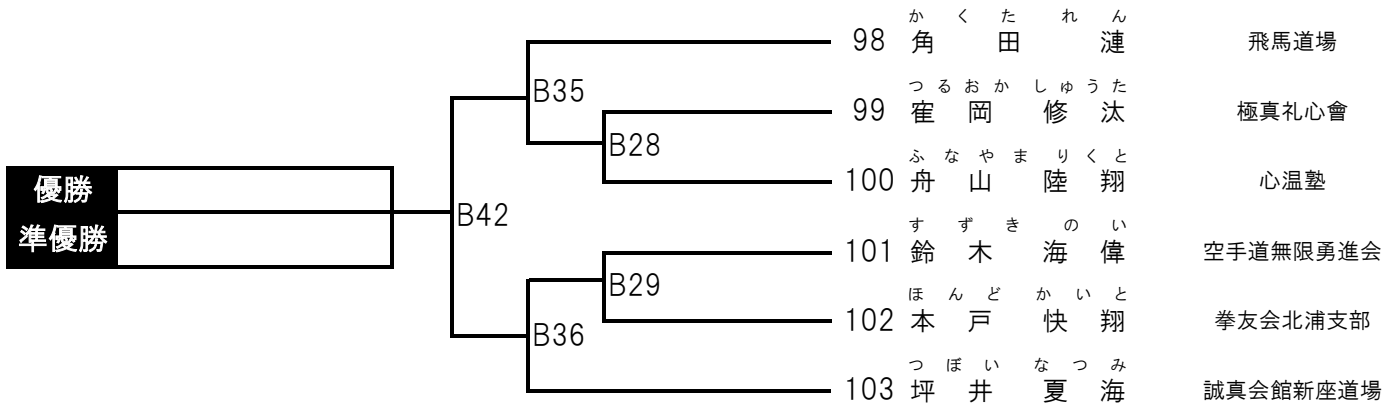 かくた れん
98 角田 漣 飛馬道場
B35
つるおか しゅうた
99 寉岡 修汰 極真礼心會
B28
ふなやま りくと
100 舟山 陸翔 心温塾
優勝
B42
準優勝
すずき のい
101 鈴木 海偉 空手道無限勇進会
B29
ほんど かいと
102 本戸 快翔 拳友会北浦支部
B36
つぼい なつみ
103 坪井 夏海 誠真会館新座道場